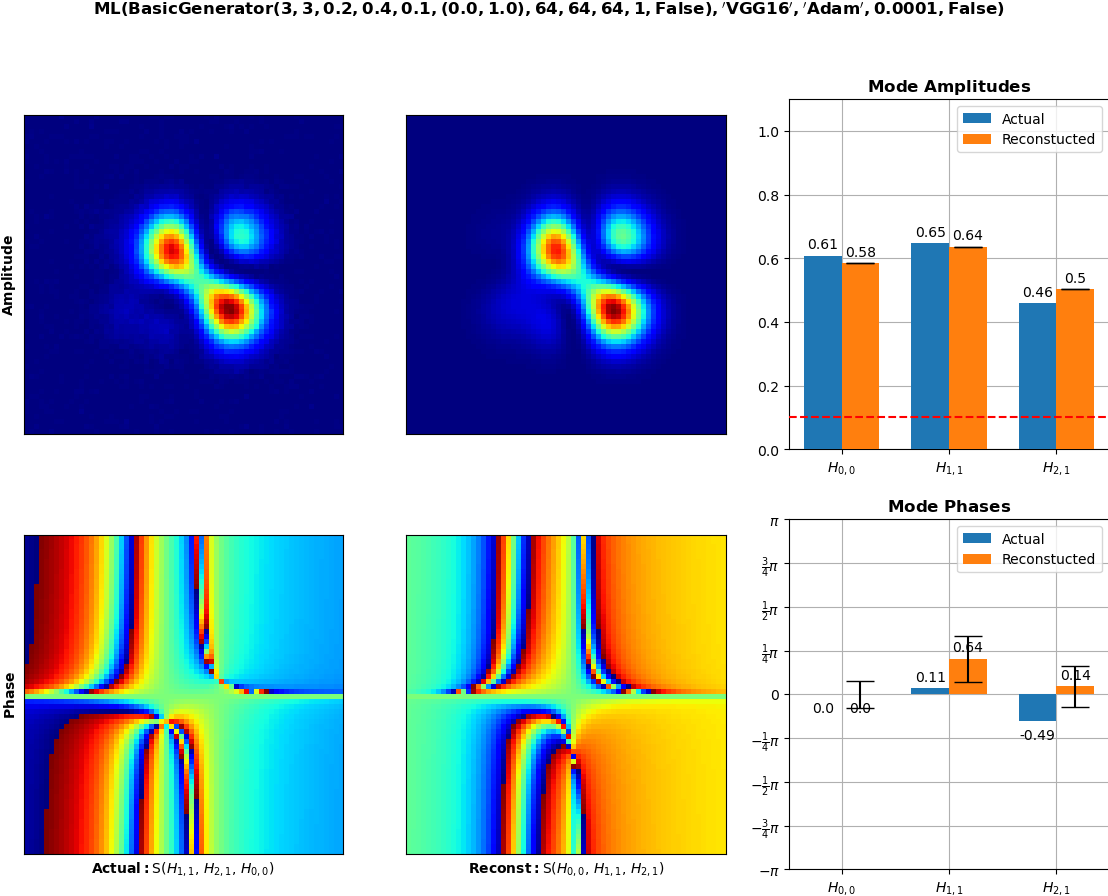 ML(BasicGenerator(3, 3, 0.2, 0.4, 0.1, (0.0, 1.0), 64, 64, 64, 1, False), ′VGG16′, ′Adam′, 0.0001, False)
Amplitude
Mode Amplitudes
Actual
Reconstucted
1.0
0.8
0.6
0.4
0.2
0.0
0.61
0.58
0.65
0.64
0.46
0.5
H0,0
H1,1
H2,1
Phase
Actual: S(H1,1, H2,1, H0,0)
Reconst: S(H0,0, H1,1, H2,1)
Mode Phases
Actual
Reconstucted
π
3/4π
1/2π
1/4π
0
−1/4π
−1/2π
−3/4π
−π
0.0
-0.0
0.11
0.64
-0.49
0.14
H0,0
H1,1
H2,1